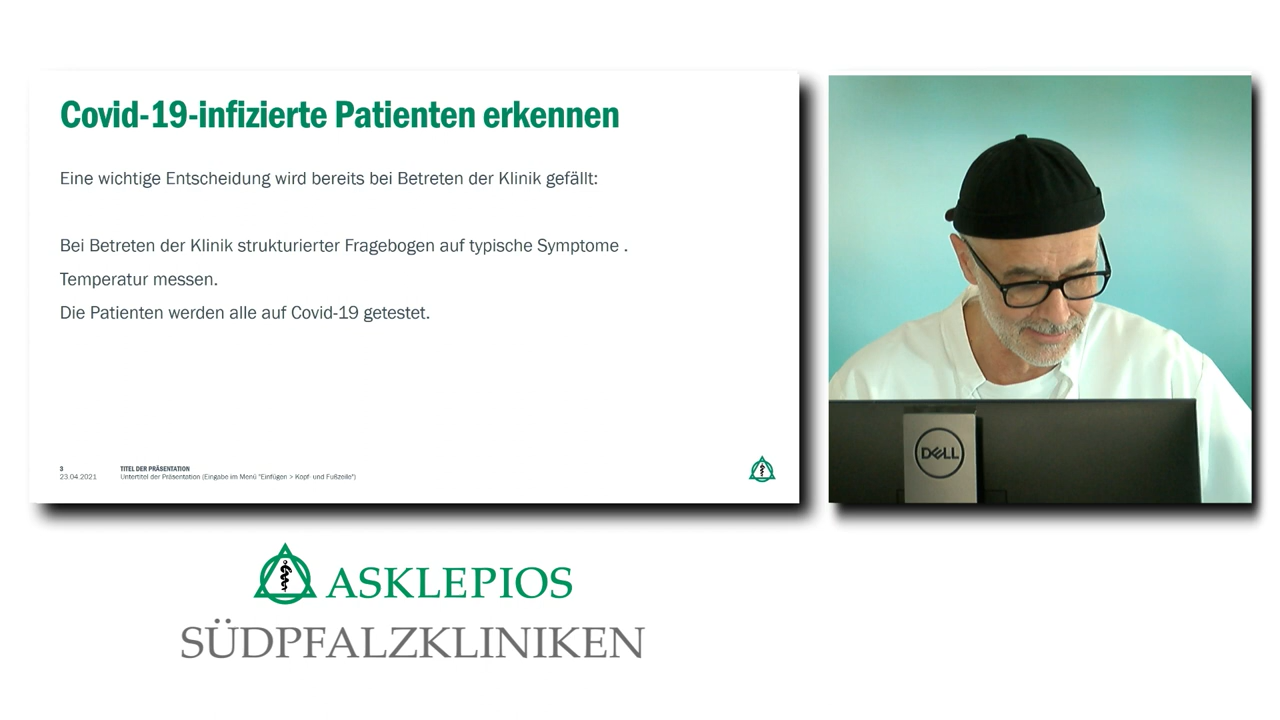 Covid-19-infizierte Patienten erkennen
Eine wichtige Entscheidung wird bereits bei Betreten der Klinik gefällt:
Bei Betreten der Klinik strukturierter Fragebogen auf typische Symptome .
Temperatur messen.
Die Patienten werden alle auf Covid-19 getestet.
3
TITEL DER PRÄSENTATION
23.04.2021
Untertitel der Präsentation (Eingabe im Menü "Einfügen > Kopf- und Fußzeile")
DELL
ASKLEPIOS
SÜDPFALZKLINIKEN